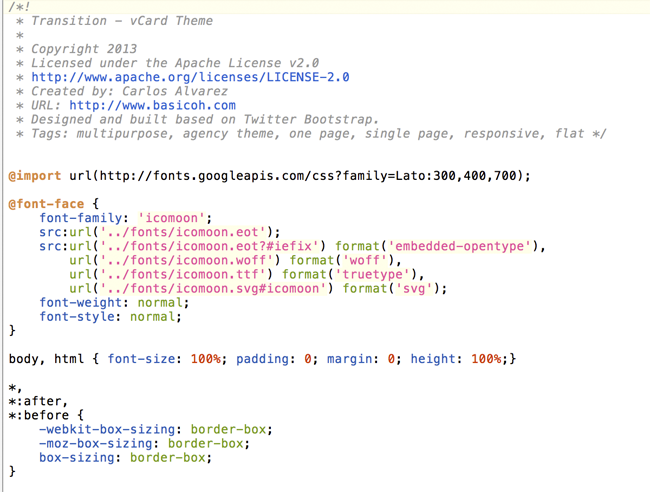 /*!
 * Transition - vCard Theme
 *
 * Copyright 2013
 * Licensed under the Apache License v2.0
 * http://www.apache.org/licenses/LICENSE-2.0
 * Created by: Carlos Alvarez
 * URL: http://www.basicoh.com
 * Designed and built based on Twitter Bootstrap.
 * Tags: multipurpose, agency theme, one page, single page, responsive, flat */
@import url(http://fonts.googleapis.com/css?family=Lato:300,400,700);
@font-face {
    font-family: 'icomoon';
    src:url('../fonts/icomoon.eot');
    src:url('../fonts/icomoon.eot?#iefix') format('embedded-opentype'),
        url('../fonts/icomoon.woff') format('woff'),
        url('../fonts/icomoon.ttf') format('truetype'),
        url('../fonts/icomoon.svg#icomoon') format('svg');
    font-weight: normal;
    font-style: normal;
}
body, html { font-size: 100%; padding: 0; margin: 0; height: 100%;}
*,
*:after,
*:before {
    -webkit-box-sizing: border-box;
    -moz-box-sizing: border-box;
    box-sizing: border-box;
}